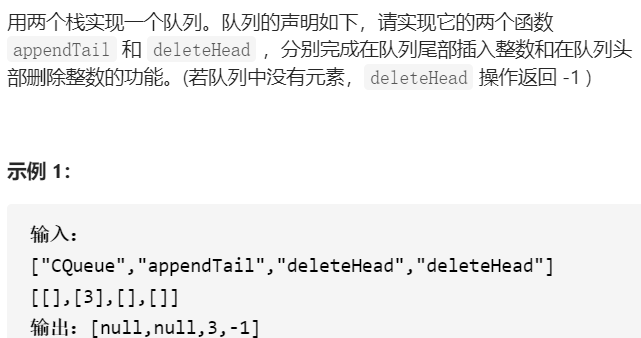 用两个栈实现一个队列。队列的声明如下，请实现它的两个函数
appendTail 和 deleteHead ，分别完成在队列尾部插入整数和在队列头
部删除整数的功能。(若队列中没有元素，deleteHead 操作返回 -1 )
示例 1：
输入：
["CQueue","appendTail","deleteHead","deleteHead"]
[[],[3],[],[]]
输出：[null,null,3,-1]